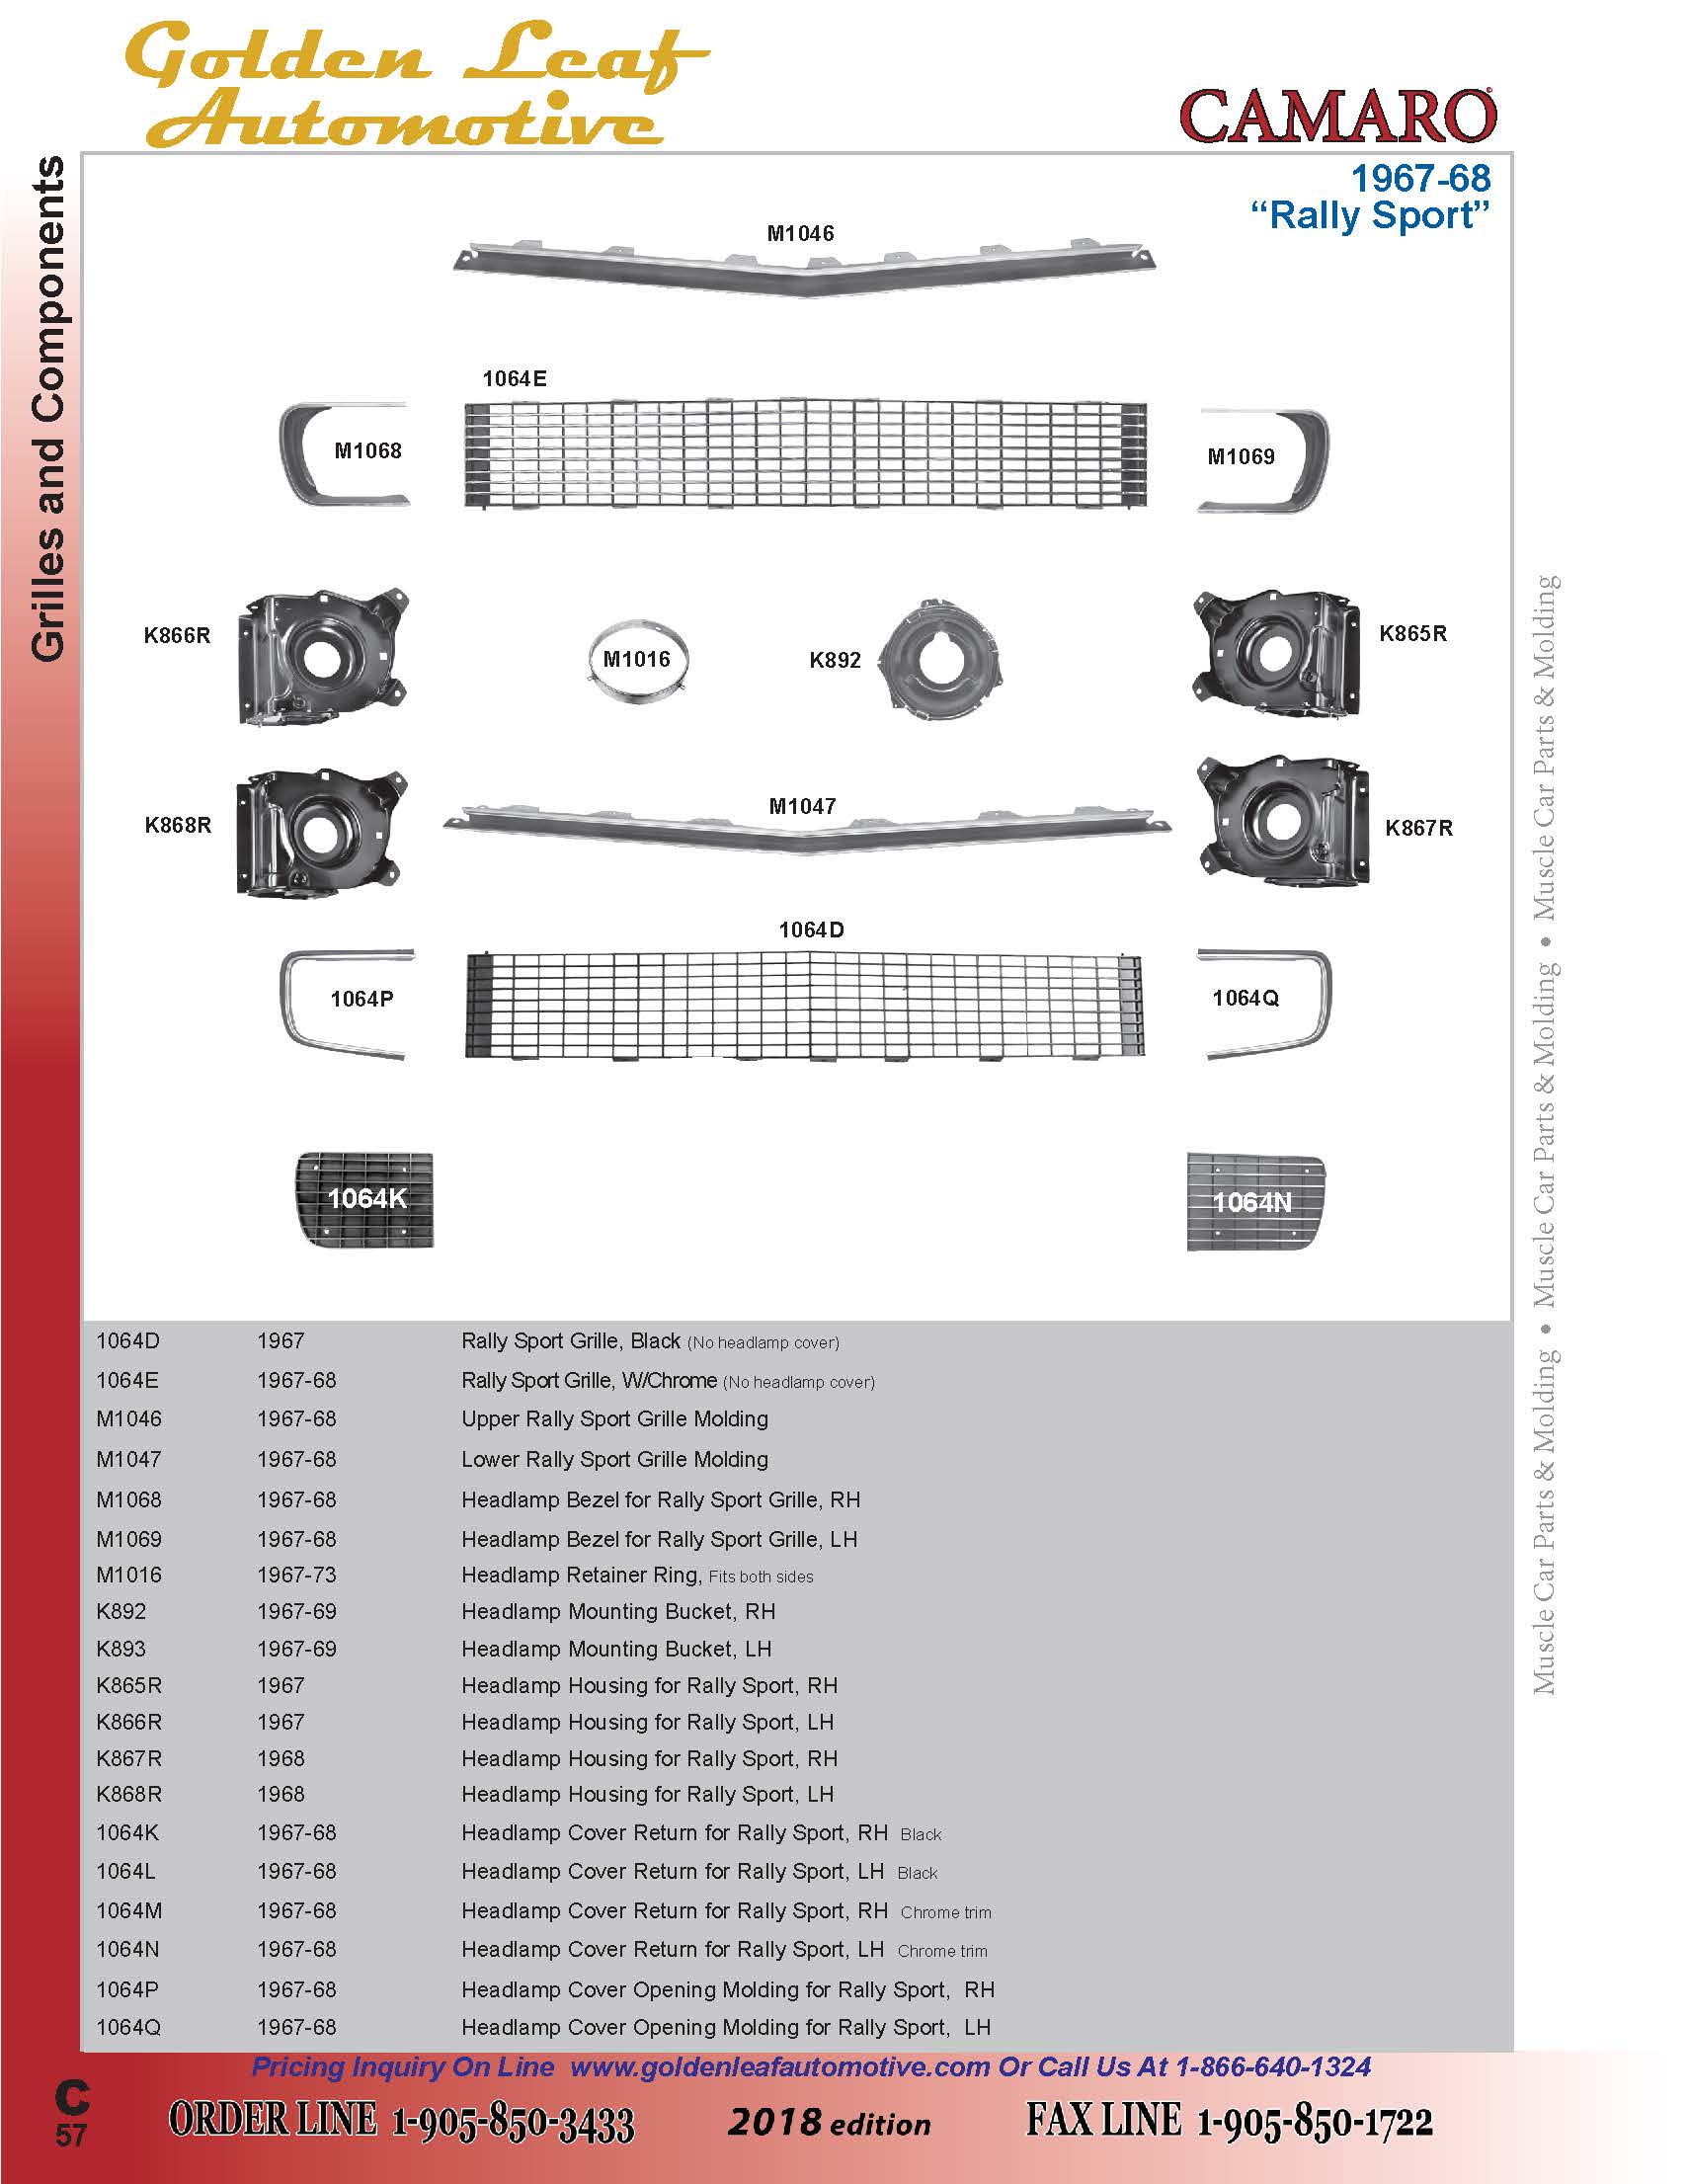 Golden Leaf
Automotive
CAMARO
1967-68
“Rally Sport”
Grilles and Components
M1046
1064E
M1068
M1069
K866R
M1016
K892
K865R
K868R
M1047
K867R
1064D
1064P
1064Q
1064K
1064N
1064D 1967 Rally Sport Grille, Black (No headlamp cover)
1064E 1967-68 Rally Sport Grille, W/Chrome (No headlamp cover)
M1046 1967-68 Upper Rally Sport Grille Molding
M1047 1967-68 Lower Rally Sport Grille Molding
M1068 1967-68 Headlamp Bezel for Rally Sport Grille, RH
M1069 1967-68 Headlamp Bezel for Rally Sport Grille, LH
M1016 1967-73 Headlamp Retainer Ring, Fits both sides
K892 1967-69 Headlamp Mounting Bucket, RH
K893 1967-69 Headlamp Mounting Bucket, LH
K865R 1967 Headlamp Housing for Rally Sport, RH
K866R 1967 Headlamp Housing for Rally Sport, LH
K867R 1968 Headlamp Housing for Rally Sport, RH
K868R 1968 Headlamp Housing for Rally Sport, LH
1064K 1967-68 Headlamp Cover Return for Rally Sport, RH Black
1064L 1967-68 Headlamp Cover Return for Rally Sport, LH Black
1064M 1967-68 Headlamp Cover Return for Rally Sport, RH Chrome trim
1064N 1967-68 Headlamp Cover Return for Rally Sport, LH Chrome trim
1064P 1967-68 Headlamp Cover Opening Molding for Rally Sport, RH
1064Q 1967-68 Headlamp Cover Opening Molding for Rally Sport, LH
Muscle Car Parts & Molding • Muscle Car Parts & Molding • Muscle Car Parts & Molding
Pricing Inquiry On Line www.goldenleafautomotive.com Or Call Us At 1-866-640-1324
C
57
ORDER LINE 1-905-850-3433 2018 edition FAX LINE 1-905-850-1722